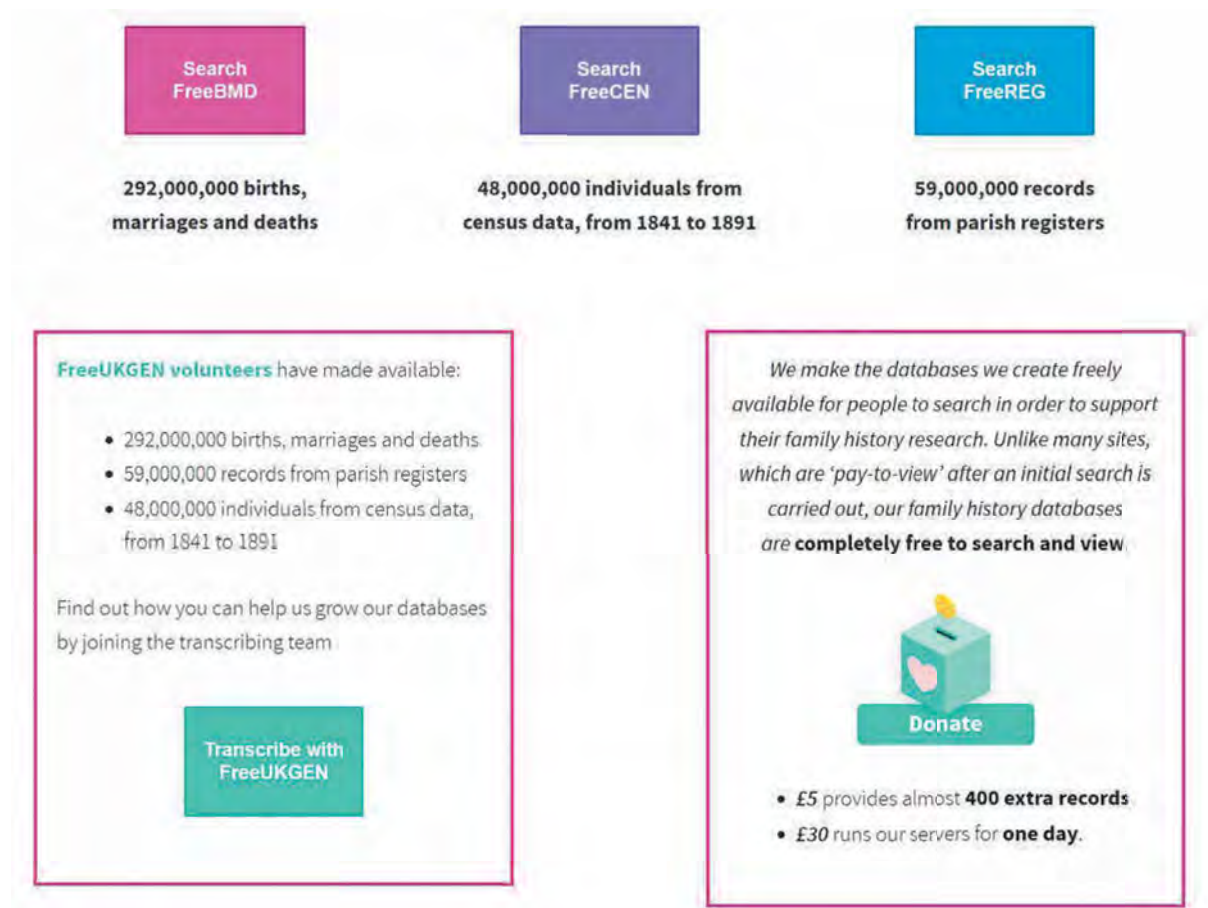 Search
FreeBMD
292,000,000 births,
marriages and deaths
Search
FreeCEN
48,000,000 individuals from
census data, from 1841 to 1891
Search
FreeREG
59,000,000 records
from parish registers
FreeUKGEN volunteers have made available:
• 292,000,000 births, marriages and deaths
• 59,000,000 records from parish registers
• 48,000,000 individuals from census data,
from 1841 to 1891
Find out how you can help us grow our databases
by joining the transcribing team
Transcribe with
FreeUKGEN
We make the databases we create freely
available for people to search in order to support
their family history research. Unlike many sites,
which are ‘pay-to-view’ after an initial search is
carried out, our family history databases
are completely free to search and view
Donate
• £5 provides almost 400 extra records
• £30 runs our servers for one day.